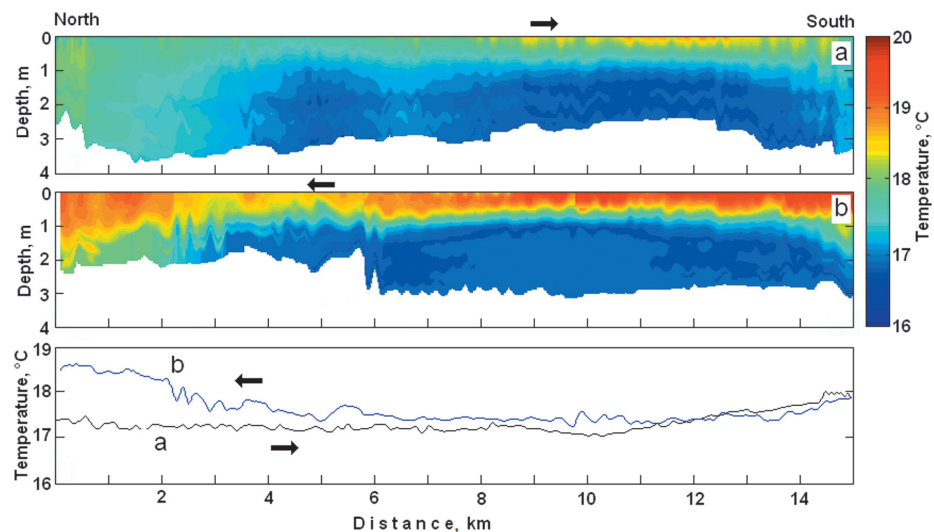 North South
0 a 20
1
2
3
4
Depth, m
19
18
17
16
Temperature, °C
0 b
1
2
3
4
Depth, m
19
18
17
16
Temperature, °C
b
a
2 4 6 8 10 12 14
Distance, km